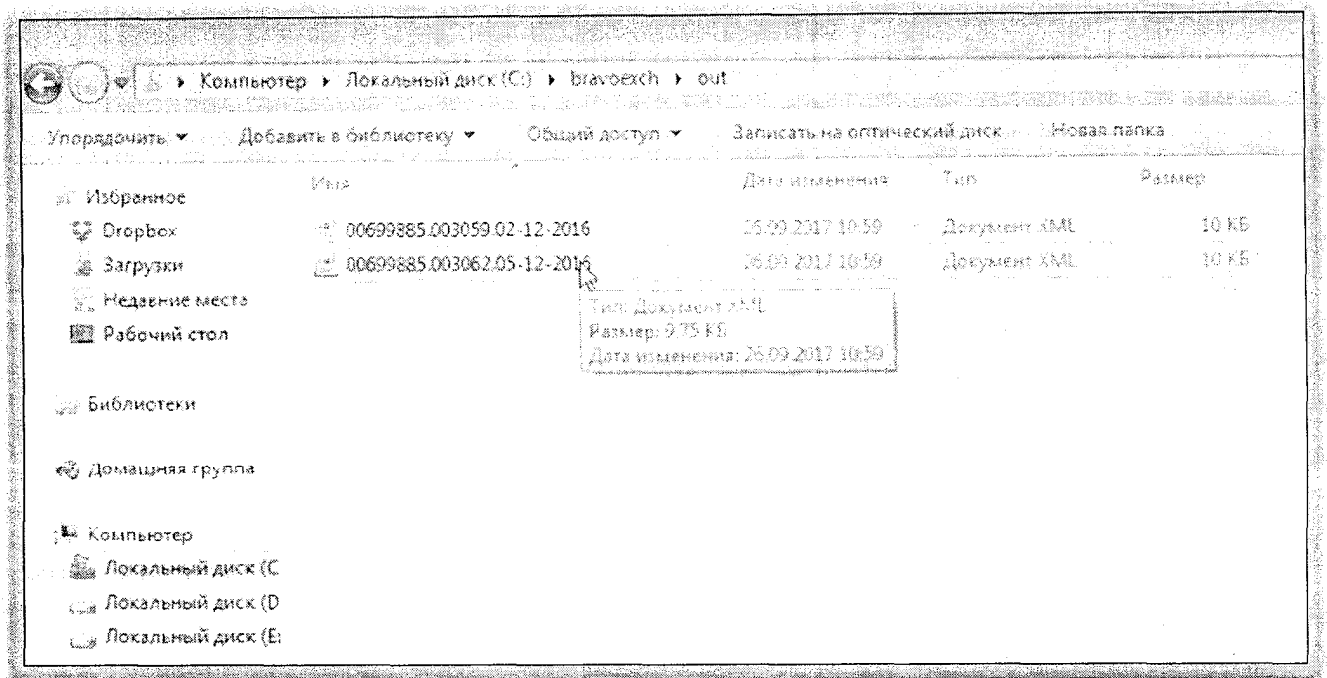 Компьютер ▸ Локальный диск (C:) ▸ bravoexch ▸ out
Упорядочить ▾ Добавить в библиотеку ▾ Общий доступ ▾ Записать на оптический диск Новая папка
Имя Дата изменения Тип Размер
Избранное
Dropbox
Загрузки
Недавние места
Рабочий стол
00699885.003059.02-12-2016 26.09.2017 10:59 Документ XML 10 КБ
00699885.003062.05-12-2016 26.09.2017 10:59 Документ XML 10 КБ
Тип: Документ XML
Размер: 9,75 КБ
Дата изменения: 26.09.2017 10:59
Библиотеки
Домашняя группа
Компьютер
Локальный диск (C
Локальный диск (D
Локальный диск (E: